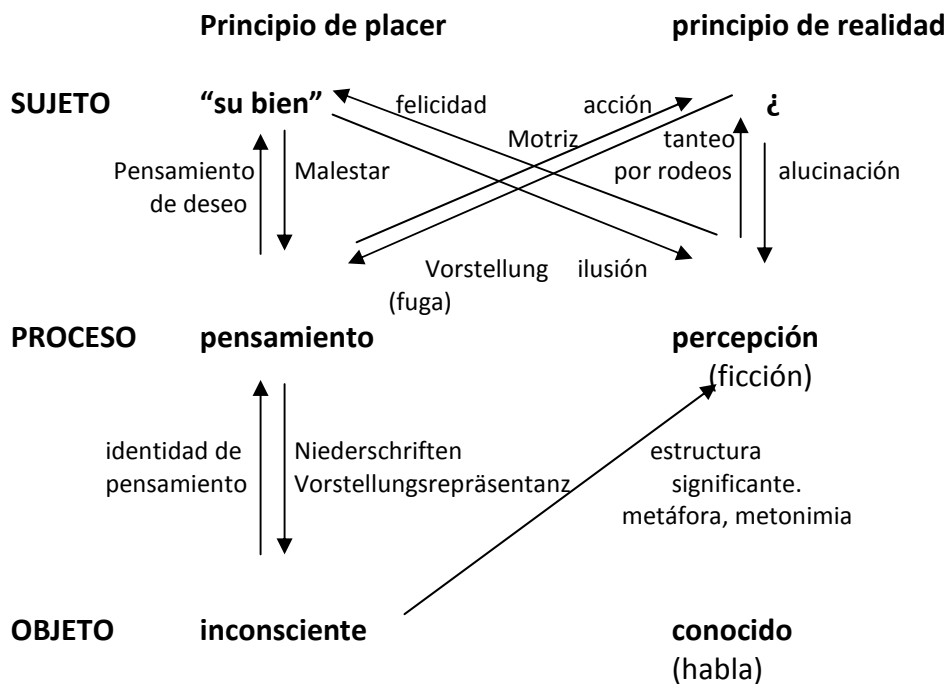 Principio de placer principio de realidad
SUJETO “su bien” felicidad acción ¿
Motriz tanteo
Pensamiento Malestar por rodeos alucinación
de deseo
Vorstellung ilusión
(fuga)
PROCESO pensamiento percepción
(ficción)
identidad de Niederschriften estructura
pensamiento Vorstellungsrepräsentanz significante.
metáfora, metonimia
OBJETO inconsciente conocido
(habla)